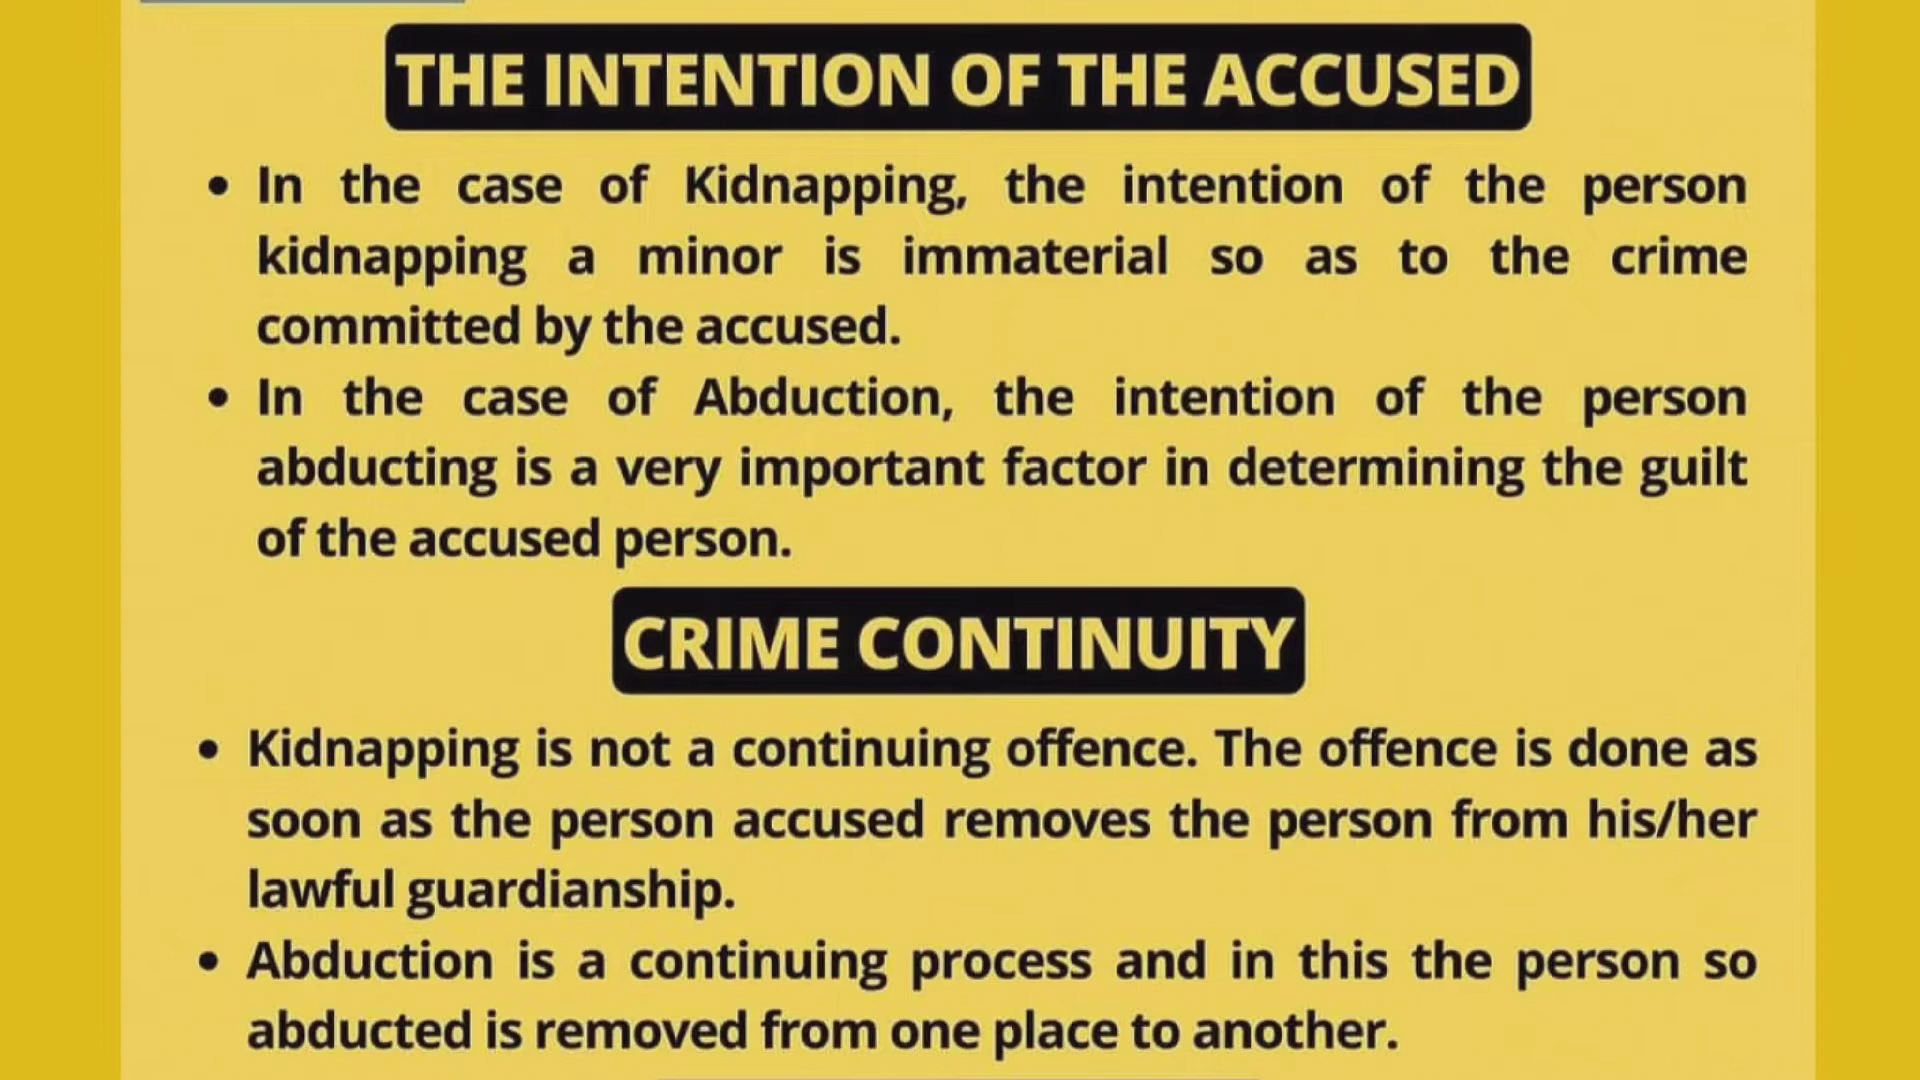 THE INTENTION OF THE ACCUSED
• In the case of Kidnapping, the intention of the person
kidnapping a minor is immaterial so as to the crime
committed by the accused.
• In the case of Abduction, the intention of the person
abducting is a very important factor in determining the guilt
of the accused person.
CRIME CONTINUITY
• Kidnapping is not a continuing offence. The offence is done as
soon as the person accused removes the person from his/her
lawful guardianship.
• Abduction is a continuing process and in this the person so
abducted is removed from one place to another.